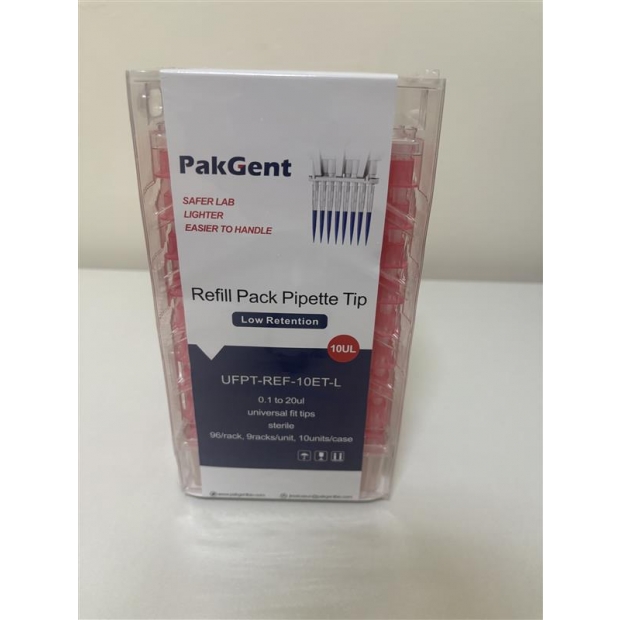 PakGent
SAFER LAB
LIGHTER
EASIER TO HANDLE
Refill Pack Pipette Tip
Low Retention
10UL
UFPT-REF-10ET-L
0.1 to 20ul
universal fit tips
sterile
96/rack, 9racks/unit, 10units/case